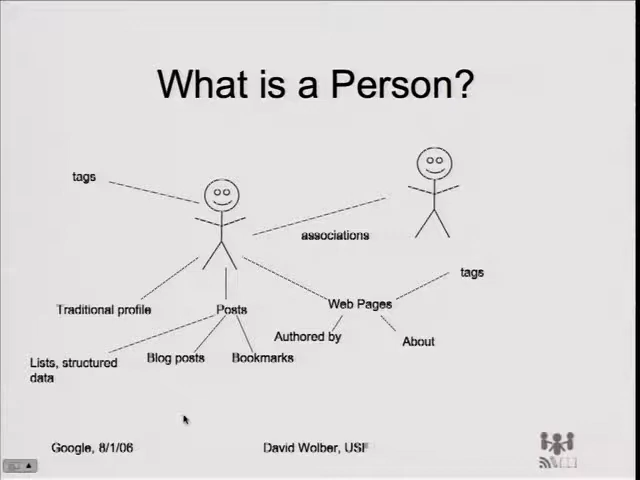 What is a Person?
tags
associations
tags
Traditional profile
Posts
Web Pages
Authored by
About
Lists, structured
data
Blog posts
Bookmarks
Google, 8/1/06
David Wolber, USF